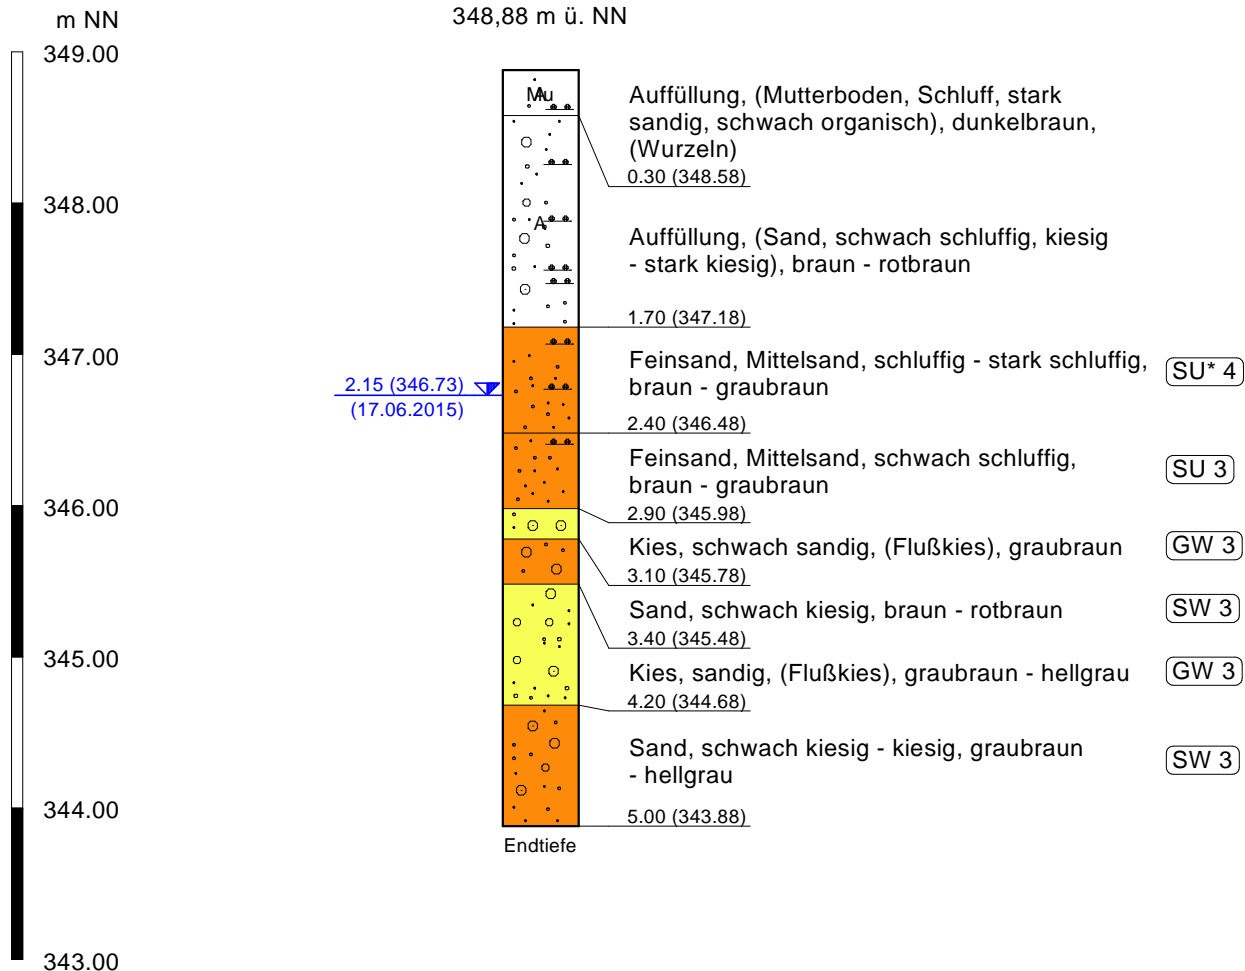 m NN
348,88 m ü. NN
349.00
Mu
A
Auffüllung, (Mutterboden, Schluff, stark
sandig, schwach organisch), dunkelbraun,
(Wurzeln)
0.30 (348.58)
348.00
A
Auffüllung, (Sand, schwach schluffig, kiesig
- stark kiesig), braun - rotbraun
1.70 (347.18)
347.00
Feinsand, Mittelsand, schluffig - stark schluffig,
braun - graubraun
SU* 4
2.15 (346.73)
(17.06.2015)
2.40 (346.48)
Feinsand, Mittelsand, schwach schluffig,
braun - graubraun
SU 3
346.00
2.90 (345.98)
Kies, schwach sandig, (Flußkies), graubraun
GW 3
3.10 (345.78)
Sand, schwach kiesig, braun - rotbraun
SW 3
3.40 (345.48)
345.00
Kies, sandig, (Flußkies), graubraun - hellgrau
GW 3
4.20 (344.68)
Sand, schwach kiesig - kiesig, graubraun
- hellgrau
SW 3
344.00
5.00 (343.88)
Endtiefe
343.00